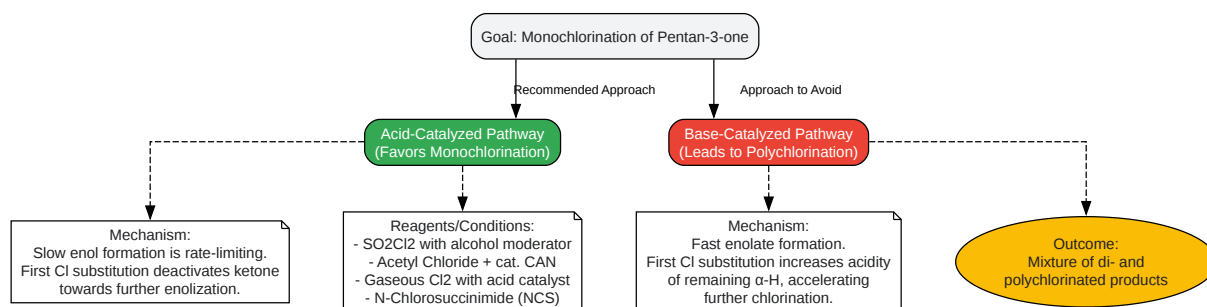 Goal: Monochlorination of Pentan-3-one
Recommended Approach
Approach to Avoid
Acid-Catalyzed Pathway
(Favors Monochlorination)
Base-Catalyzed Pathway
(Leads to Polychlorination)
Mechanism:
Slow enol formation is rate-limiting.
First Cl substitution deactivates ketone
towards further enolization.
Reagents/Conditions:
- SO2Cl2 with alcohol moderator
- Acetyl Chloride + cat. CAN
- Gaseous Cl2 with acid catalyst
- N-Chlorosuccinimide (NCS)
Mechanism:
Fast enolate formation.
First Cl substitution increases acidity
of remaining α-H, accelerating
further chlorination.
Outcome:
Mixture of di- and
polychlorinated products